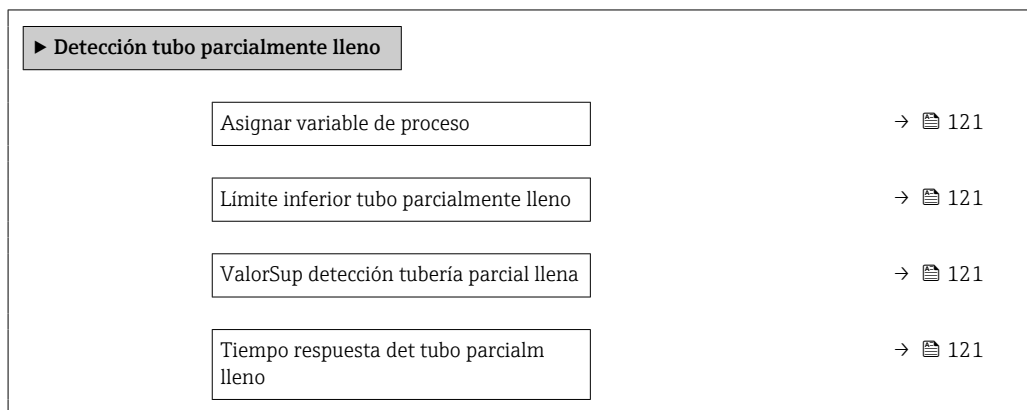 ▶ Detección tubo parcialmente lleno
Asignar variable de proceso → 121
Límite inferior tubo parcialmente lleno → 121
ValorSup detección tubería parcial llena → 121
Tiempo respuesta det tubo parcialm → 121
lleno